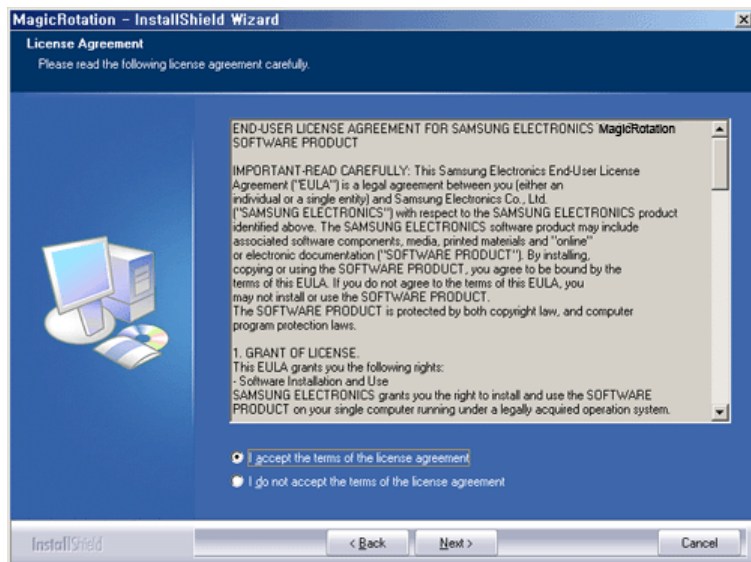 MagicRotation - InstallShield Wizard
License Agreement
Please read the following license agreement carefully.
END-USER LICENSE AGREEMENT FOR SAMSUNG ELECTRONICS MagicRotation
SOFTWARE PRODUCT
IMPORTANT-READ CAREFULLY: This Samsung Electronics End-User License
Agreement ("EULA") is a legal agreement between you (either an
individual or a single entity) and Samsung Electronics Co., Ltd.
("SAMSUNG ELECTRONICS") with respect to the SAMSUNG ELECTRONICS product
identified above. The SAMSUNG ELECTRONICS software product may include
associated software components, media, printed materials and "online"
or electronic documentation ("SOFTWARE PRODUCT"). By installing,
copying or using the SOFTWARE PRODUCT, you agree to be bound by the
terms of this EULA. If you do not agree to the terms of this EULA, you
may not install or use the SOFTWARE PRODUCT.
The SOFTWARE PRODUCT is protected by both copyright law, and computer
program protection laws.
1. GRANT OF LICENSE.
This EULA grants you the following rights:
- Software Installation and Use
SAMSUNG ELECTRONICS grants you the right to install and use the SOFTWARE
PRODUCT on your single computer running under a legally acquired operation system.
I accept the terms of the license agreement
I do not accept the terms of the license agreement
InstallShield
< Back
Next >
Cancel